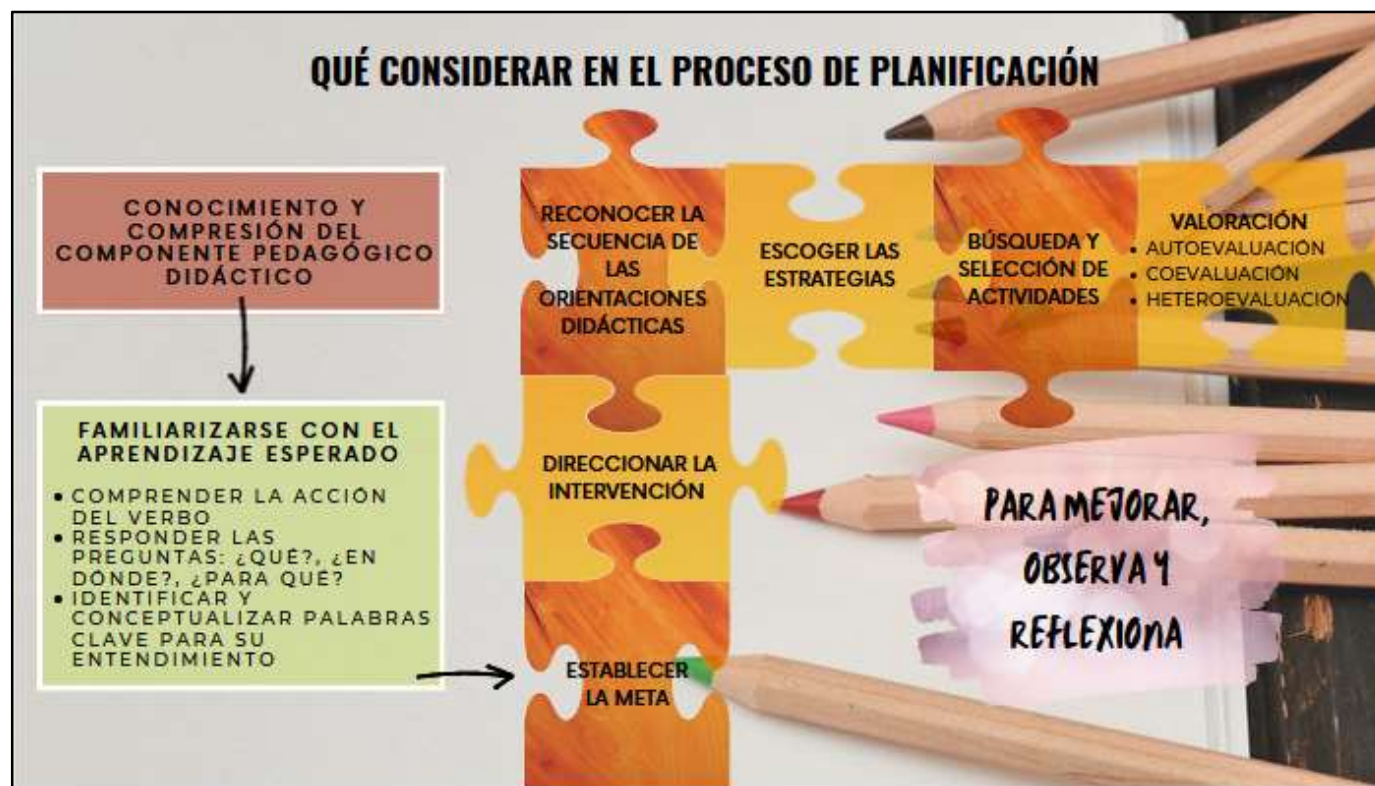 QUÉ CONSIDERAR EN EL PROCESO DE PLANIFICACIÓN
CONOCIMIENTO Y
COMPRESIÓN DEL
COMPONENTE PEDAGÓGICO
DIDÁCTICO
FAMILIARIZARSE CON EL
APRENDIZAJE ESPERADO
• COMPRENDER LA ACCIÓN
DEL VERBO
• RESPONDER LAS
PREGUNTAS: ¿QUÉ?, ¿EN
DÓNDE?, ¿PARA QUÉ?
• IDENTIFICAR Y
CONCEPTUALIZAR PALABRAS
CLAVE PARA SU
ENTENDIMIENTO
ESTABLECER
LA META
DIRECCIONAR LA
INTERVENCIÓN
RECONOCER LA
SECUENCIA DE
LAS
ORIENTACIONES
DIDÁCTICAS
ESCOGER LAS
ESTRATEGIAS
BÚSQUEDA Y
SELECCIÓN DE
ACTIVIDADES
VALORACIÓN
• AUTOEVALUACIÓN
• COEVALUACIÓN
• HETEROEVALUACIÓN
PARA MEJORAR,
OBSERVA Y
REFLEXIONA